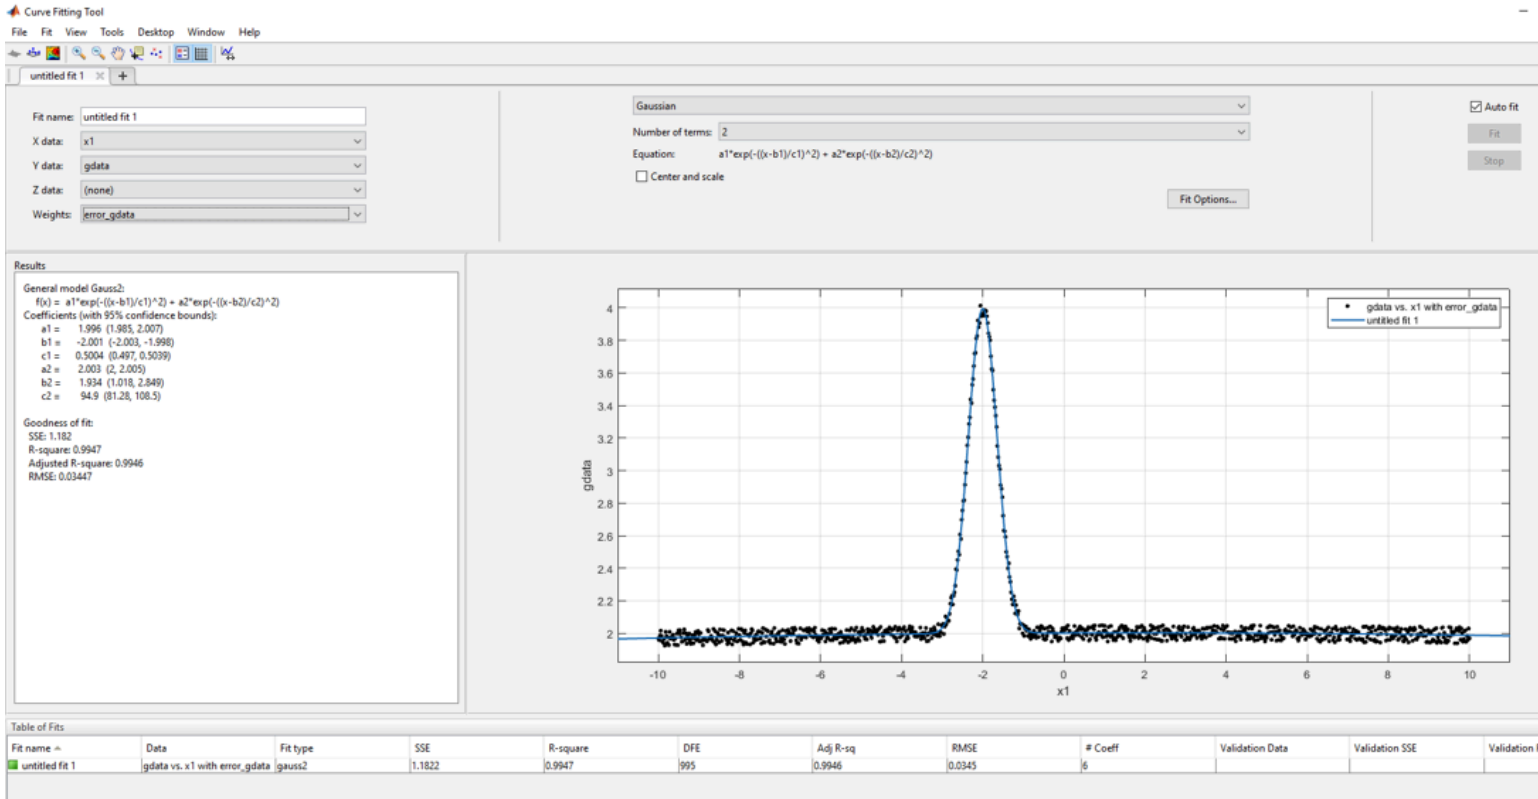 Curve Fitting Tool
File Fit View Tools Desktop Window Help
untitled fit 1
Fit name: untitled fit 1
X data: x1
Y data: gdata
Z data: (none)
Weights: error_gdata
Gaussian
Number of terms: 2
Equation: a1*exp(-((x-b1)/c1)^2) + a2*exp(-((x-b2)/c2)^2)
Center and scale
Fit Options...
Auto fit
Fit
Stop
Results
General model Gauss2:
f(x) = a1*exp(-((x-b1)/c1)^2) + a2*exp(-((x-b2)/c2)^2)
Coefficients (with 95% confidence bounds):
a1 = 1.996 (1.985, 2.007)
b1 = -2.001 (-2.003, -1.998)
c1 = 0.5004 (0.497, 0.5039)
a2 = 2.003 (2, 2.005)
b2 = 1.934 (1.018, 2.849)
c2 = 94.9 (81.28, 108.5)
Goodness of fit:
SSE: 1.182
R-square: 0.9947
Adjusted R-square: 0.9946
RMSE: 0.03447
gdata vs. x1 with error_gdata
untitled fit 1
4
3.8
3.6
3.4
3.2
3
2.8
2.6
2.4
2.2
2
gdata
-10 -8 -6 -4 -2 0 2 4 6 8 10
x1
Table of Fits
Fit name Data Fit type SSE R-square DFE Adj R-sq RMSE # Coeff Validation Data Validation SSE Validation
untitled fit 1 gdata vs. x1 with error_gdata gauss2 1.1822 0.9947 995 0.9946 0.0345 6